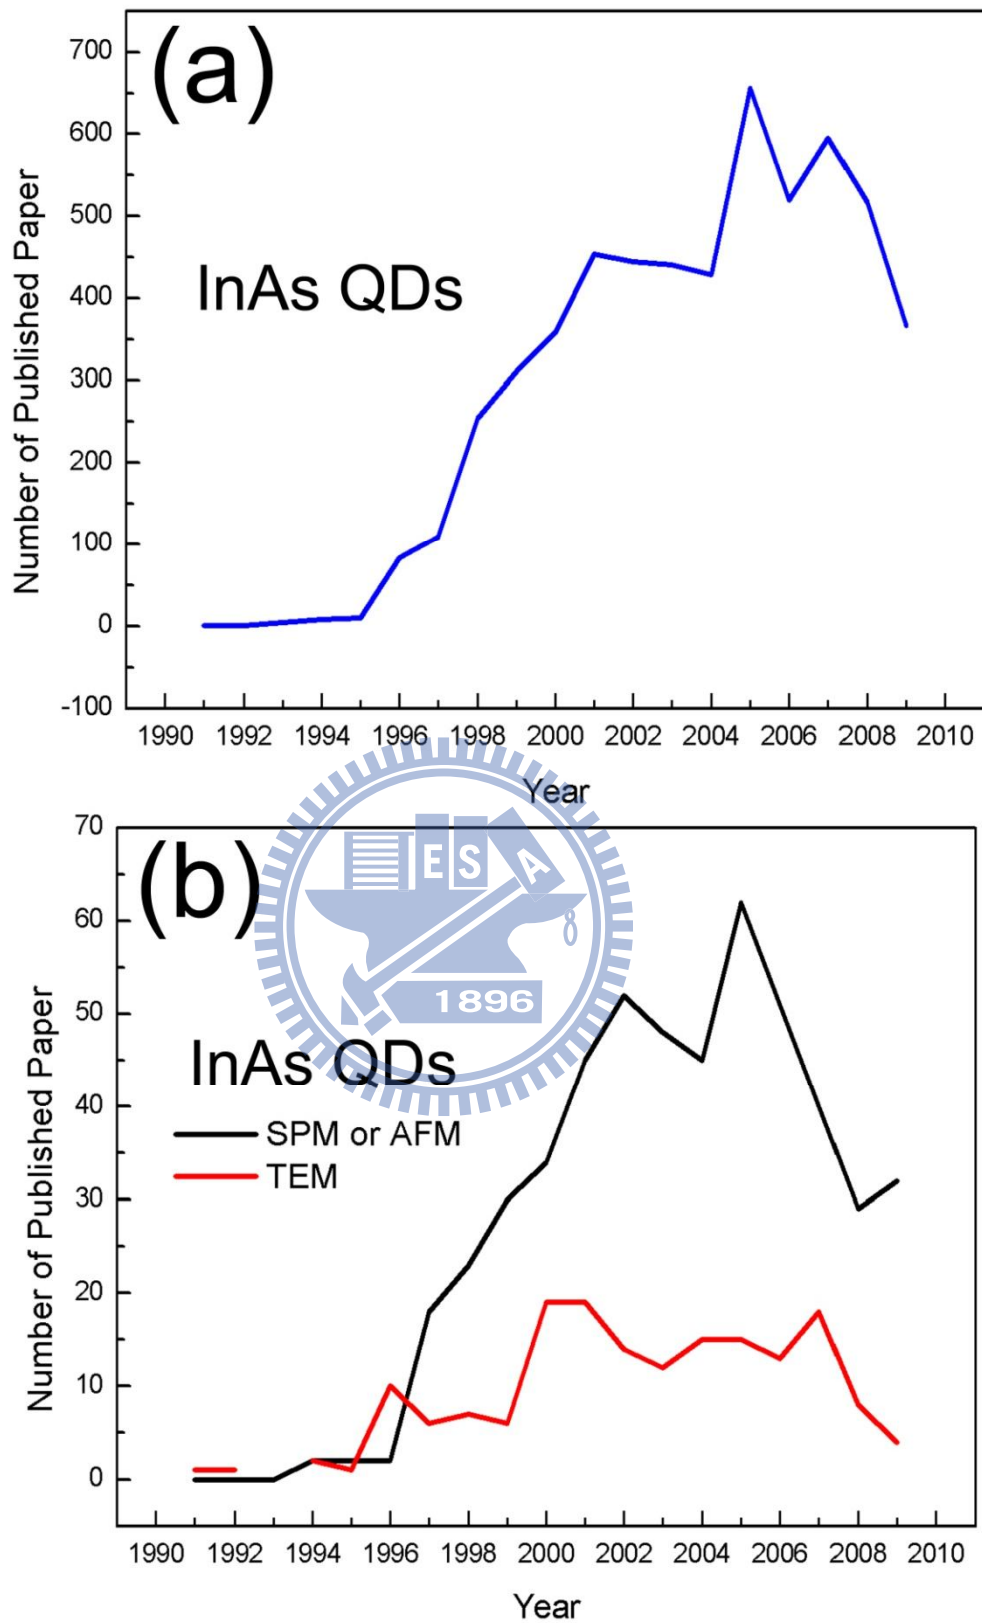 (a)
InAs QDs
Number of Published Paper
700
600
500
400
300
200
100
0
-100
1990 1992 1994 1996 1998 2000 2002 2004 2006 2008 2010
Year
(b)
InAs QDs
SPM or AFM
TEM
Number of Published Paper
70
60
50
40
30
20
10
0
1990 1992 1994 1996 1998 2000 2002 2004 2006 2008 2010
Year
E S A
1896